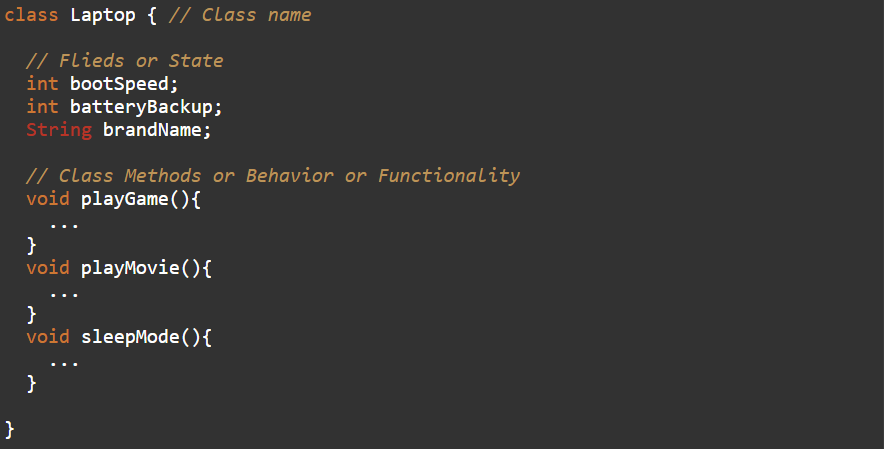 class Laptop { // Class name
// Flieds or State
int bootSpeed;
int batteryBackup;
String brandName;
// Class Methods or Behavior or Functionality
void playGame(){
...
}
void playMovie(){
...
}
void sleepMode(){
...
}
}